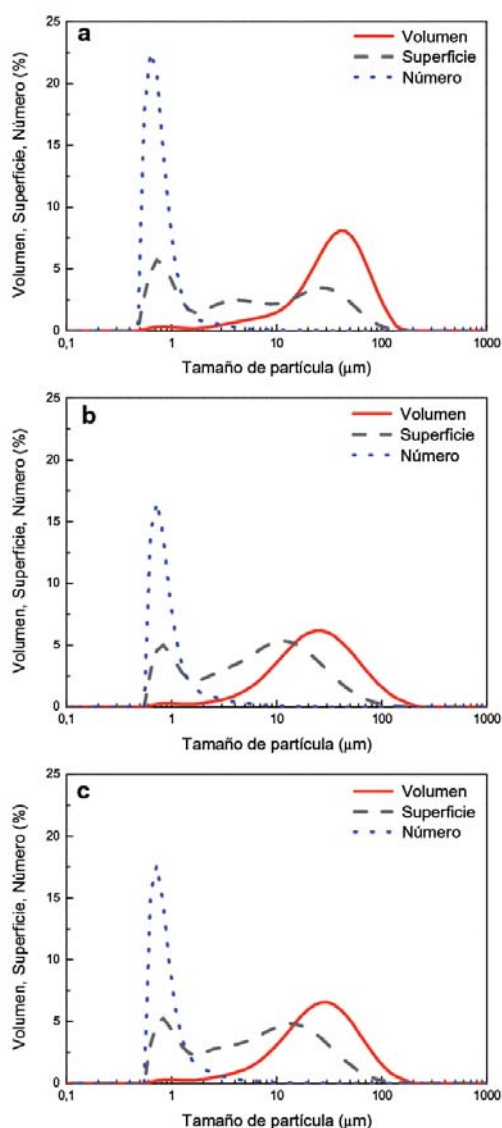 a
Volumen
Superficie
Número
Volumen, Superficie, Número (%)
25
20
15
10
5
0
0,1 1 10 100 1000
Tamaño de partícula (µm)
b
Volumen
Superficie
Número
Volumen, Superficie, Número (%)
25
20
15
10
5
0
0,1 1 10 100 1000
Tamaño de partícula (µm)
c
Volumen
Superficie
Número
Volumen, Superficie, Número (%)
25
20
15
10
5
0
0,1 1 10 100 1000
Tamaño de partícula (µm)